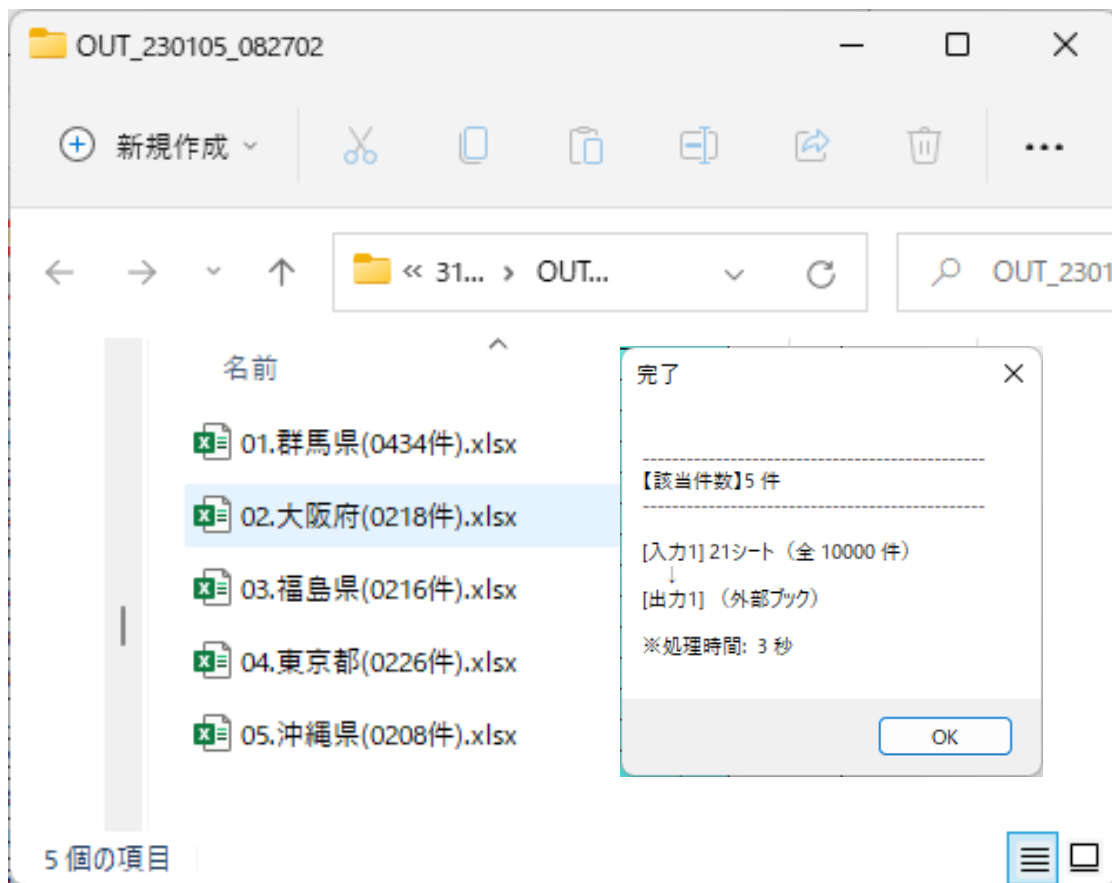 OUT_230105_082702
新規作成
« 31... › OUT...
OUT_2301
名前
01.群馬県(0434件).xlsx
02.大阪府(0218件).xlsx
03.福島県(0216件).xlsx
04.東京都(0226件).xlsx
05.沖縄県(0208件).xlsx
5 個の項目
完了
----------------------------------------------
【該当件数】5 件
----------------------------------------------
[入力1] 21シート（全 10000 件）
↓
[出力1] （外部ブック）
※処理時間: 3 秒
OK